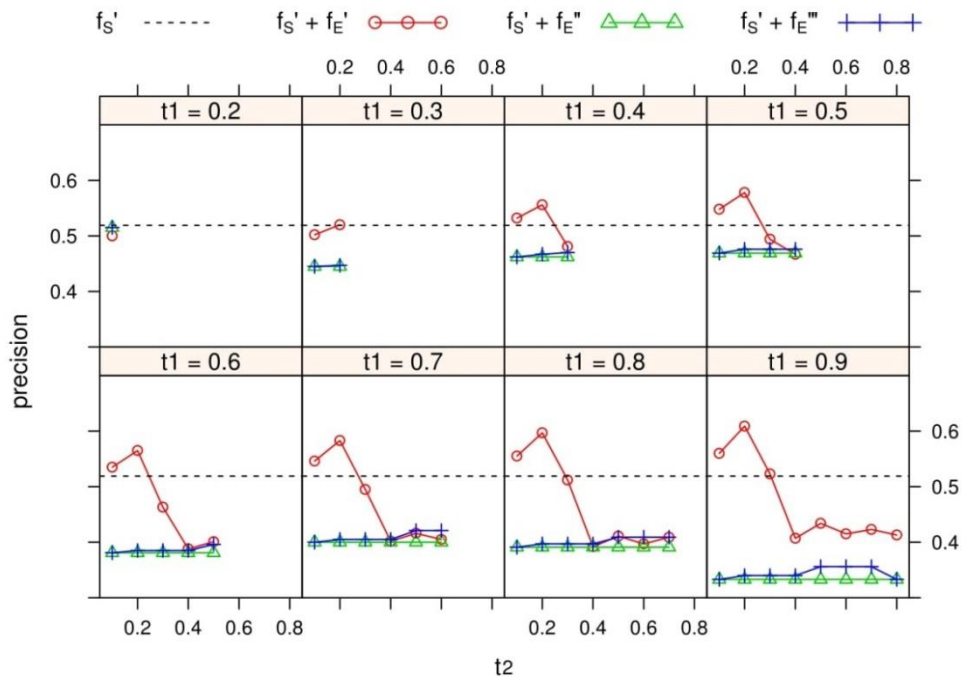 fS' fS' + fE' fS' + fE'' fS' + fE'''
0.2 0.4 0.6 0.8 0.2 0.4 0.6 0.8
t1 = 0.2 t1 = 0.3 t1 = 0.4 t1 = 0.5
0.6
0.5
0.4
precision
t1 = 0.6 t1 = 0.7 t1 = 0.8 t1 = 0.9
0.6
0.5
0.4
0.2 0.4 0.6 0.8 0.2 0.4 0.6 0.8
t2